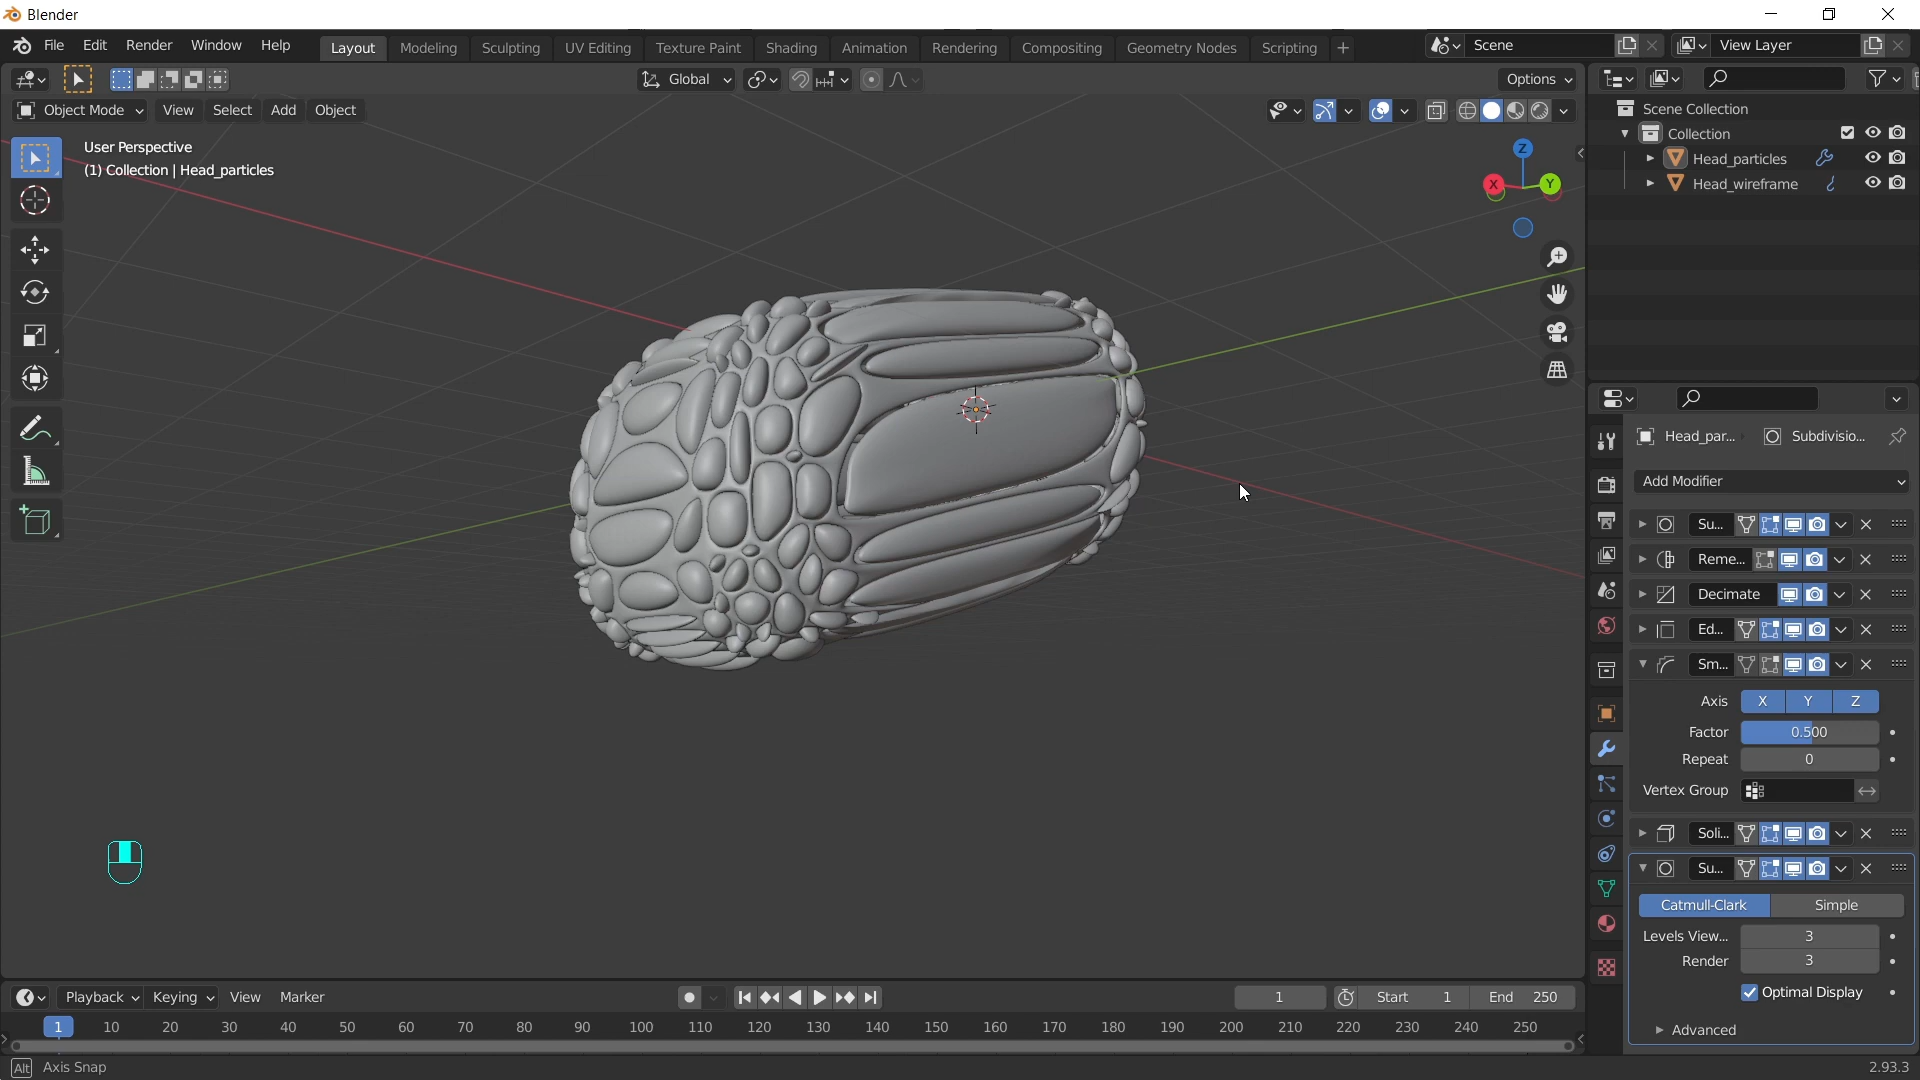 Blender
File Edit Render Window Help Layout Modeling Sculpting UV Editing Texture Paint Shading Animation Rendering Compositing Geometry Nodes Scripting + Scene View Layer
Global Options
Object Mode View Select Add Object
Scene Collection
Collection
Head_particles
Head_wireframe
User Perspective
(1) Collection | Head_particles
Z
X
Y
Head_par... Subdivisio...
Add Modifier
Su...
Reme...
Decimate
Ed...
Sm...
Axis X Y Z
Factor 0.500
Repeat 0
Vertex Group
Soli...
Su...
Catmull-Clark Simple
Levels View... 3
Render 3
Optimal Display
Advanced
Playback Keying View Marker 1 Start 1 End 250
1 10 20 30 40 50 60 70 80 90 100 110 120 130 140 150 160 170 180 190 200 210 220 230 240 250
Alt Axis Snap 2.93.3